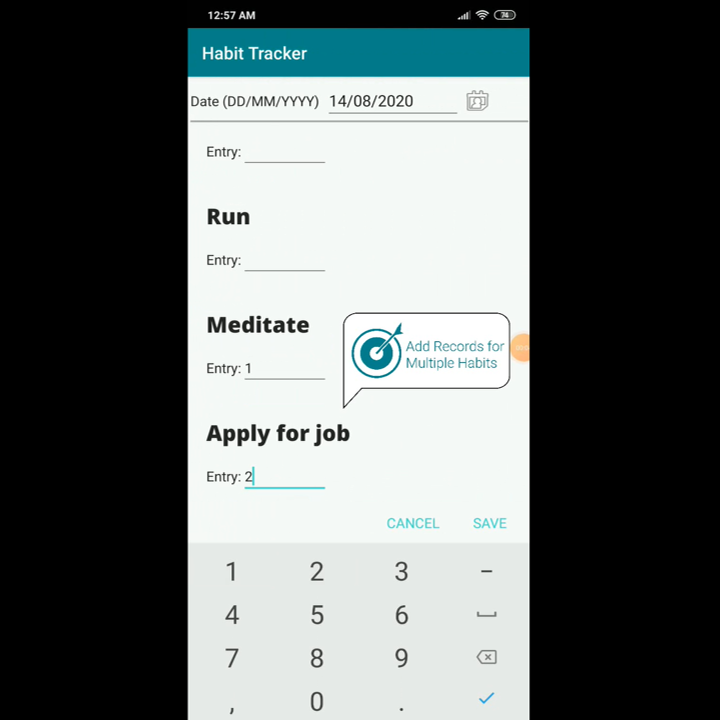 12:57 AM 74
Habit Tracker
Date (DD/MM/YYYY) 14/08/2020
Entry:
Run
Entry:
Meditate
Add Records for
Multiple Habits
Entry: 1
Apply for job
Entry: 2
CANCEL SAVE
1 2 3 –
4 5 6
7 8 9
, 0 .